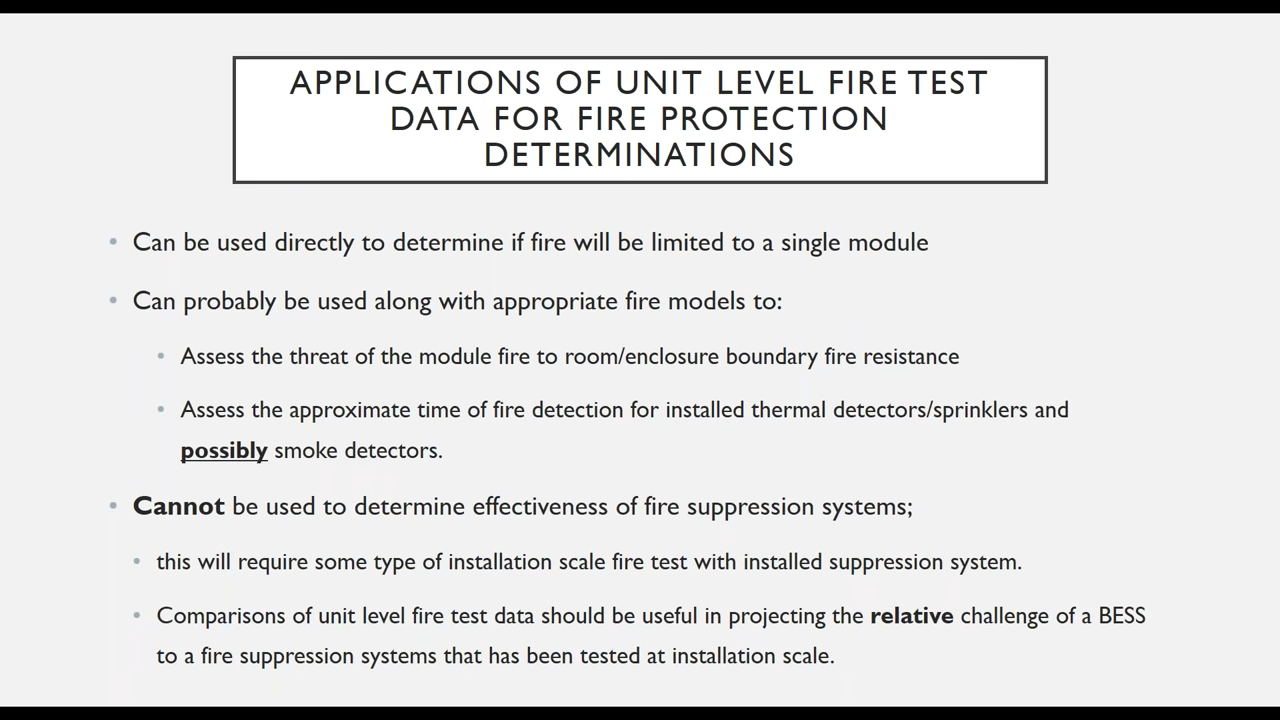 APPLICATIONS OF UNIT LEVEL FIRE TEST
DATA FOR FIRE PROTECTION
DETERMINATIONS
• Can be used directly to determine if fire will be limited to a single module
• Can probably be used along with appropriate fire models to:
• Assess the threat of the module fire to room/enclosure boundary fire resistance
• Assess the approximate time of fire detection for installed thermal detectors/sprinklers and
possibly smoke detectors.
• Cannot be used to determine effectiveness of fire suppression systems;
• this will require some type of installation scale fire test with installed suppression system.
• Comparisons of unit level fire test data should be useful in projecting the relative challenge of a BESS
to a fire suppression systems that has been tested at installation scale.